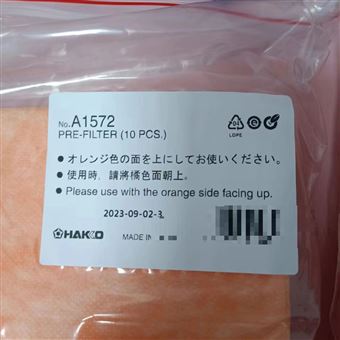 No. A1572
PRE-FILTER (10 PCS.)
04
LDPE
● オレンジ色の面を上にしてお使いください。
● 使用時，請將橘色面朝上。
● Please use with the orange side facing up.
2023-09-02-3
HAKKO
MADE IN